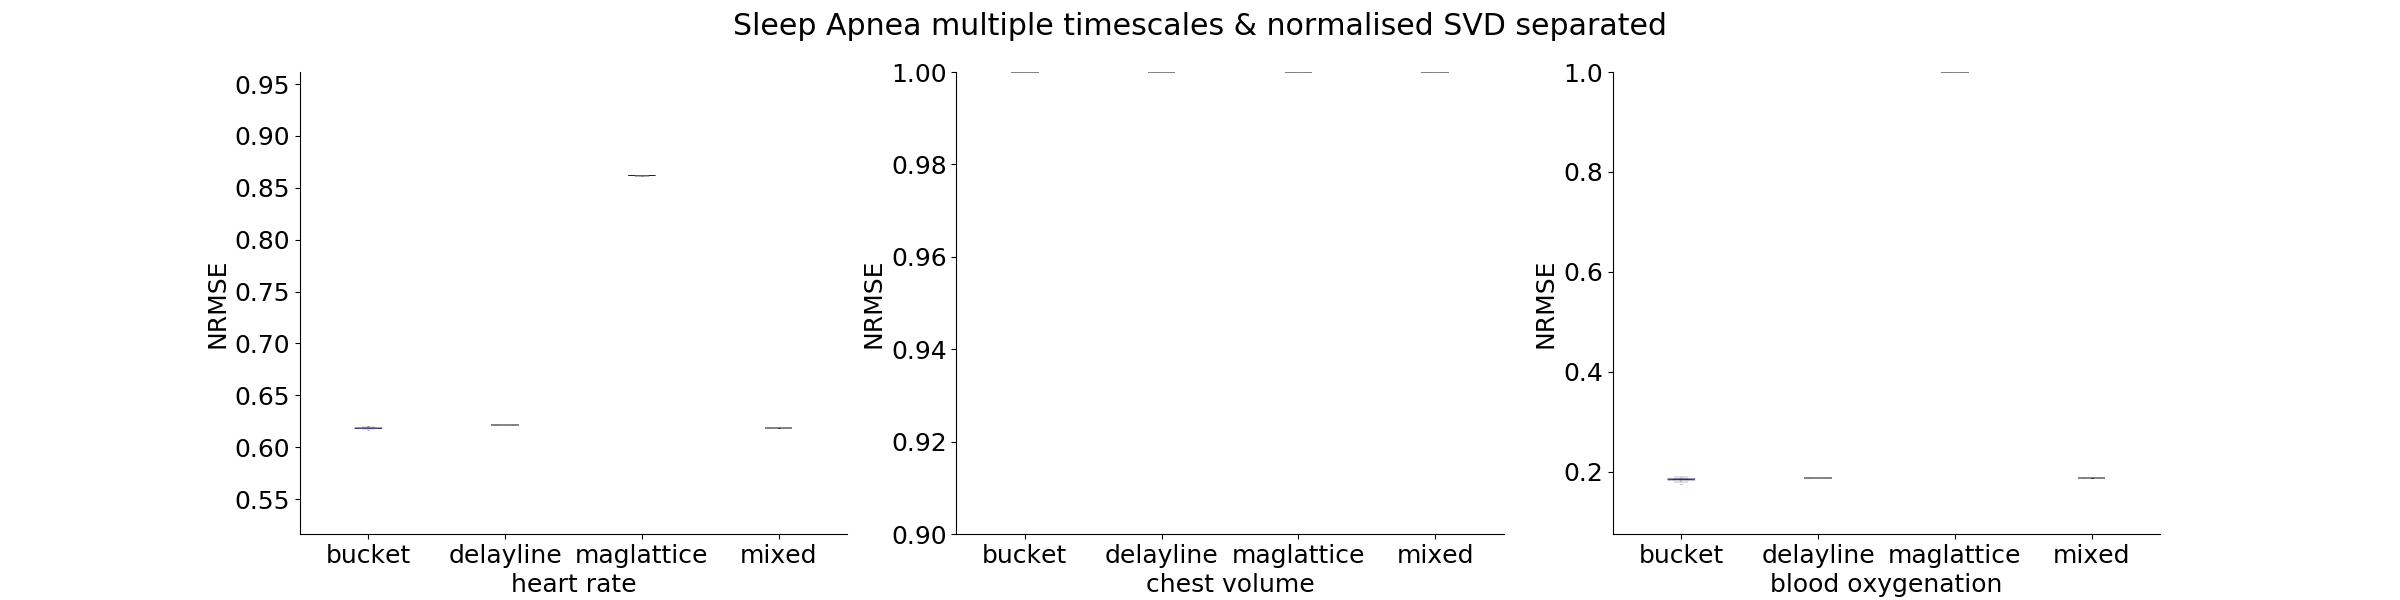 Sleep Apnea multiple timescales & normalised SVD separated
NRMSE
0.95
0.90
0.85
0.80
0.75
0.70
0.65
0.60
0.55
bucket delayline maglattice mixed
heart rate
NRMSE
1.00
0.98
0.96
0.94
0.92
0.90
bucket delayline maglattice mixed
chest volume
NRMSE
1.0
0.8
0.6
0.4
0.2
bucket delayline maglattice mixed
blood oxygenation